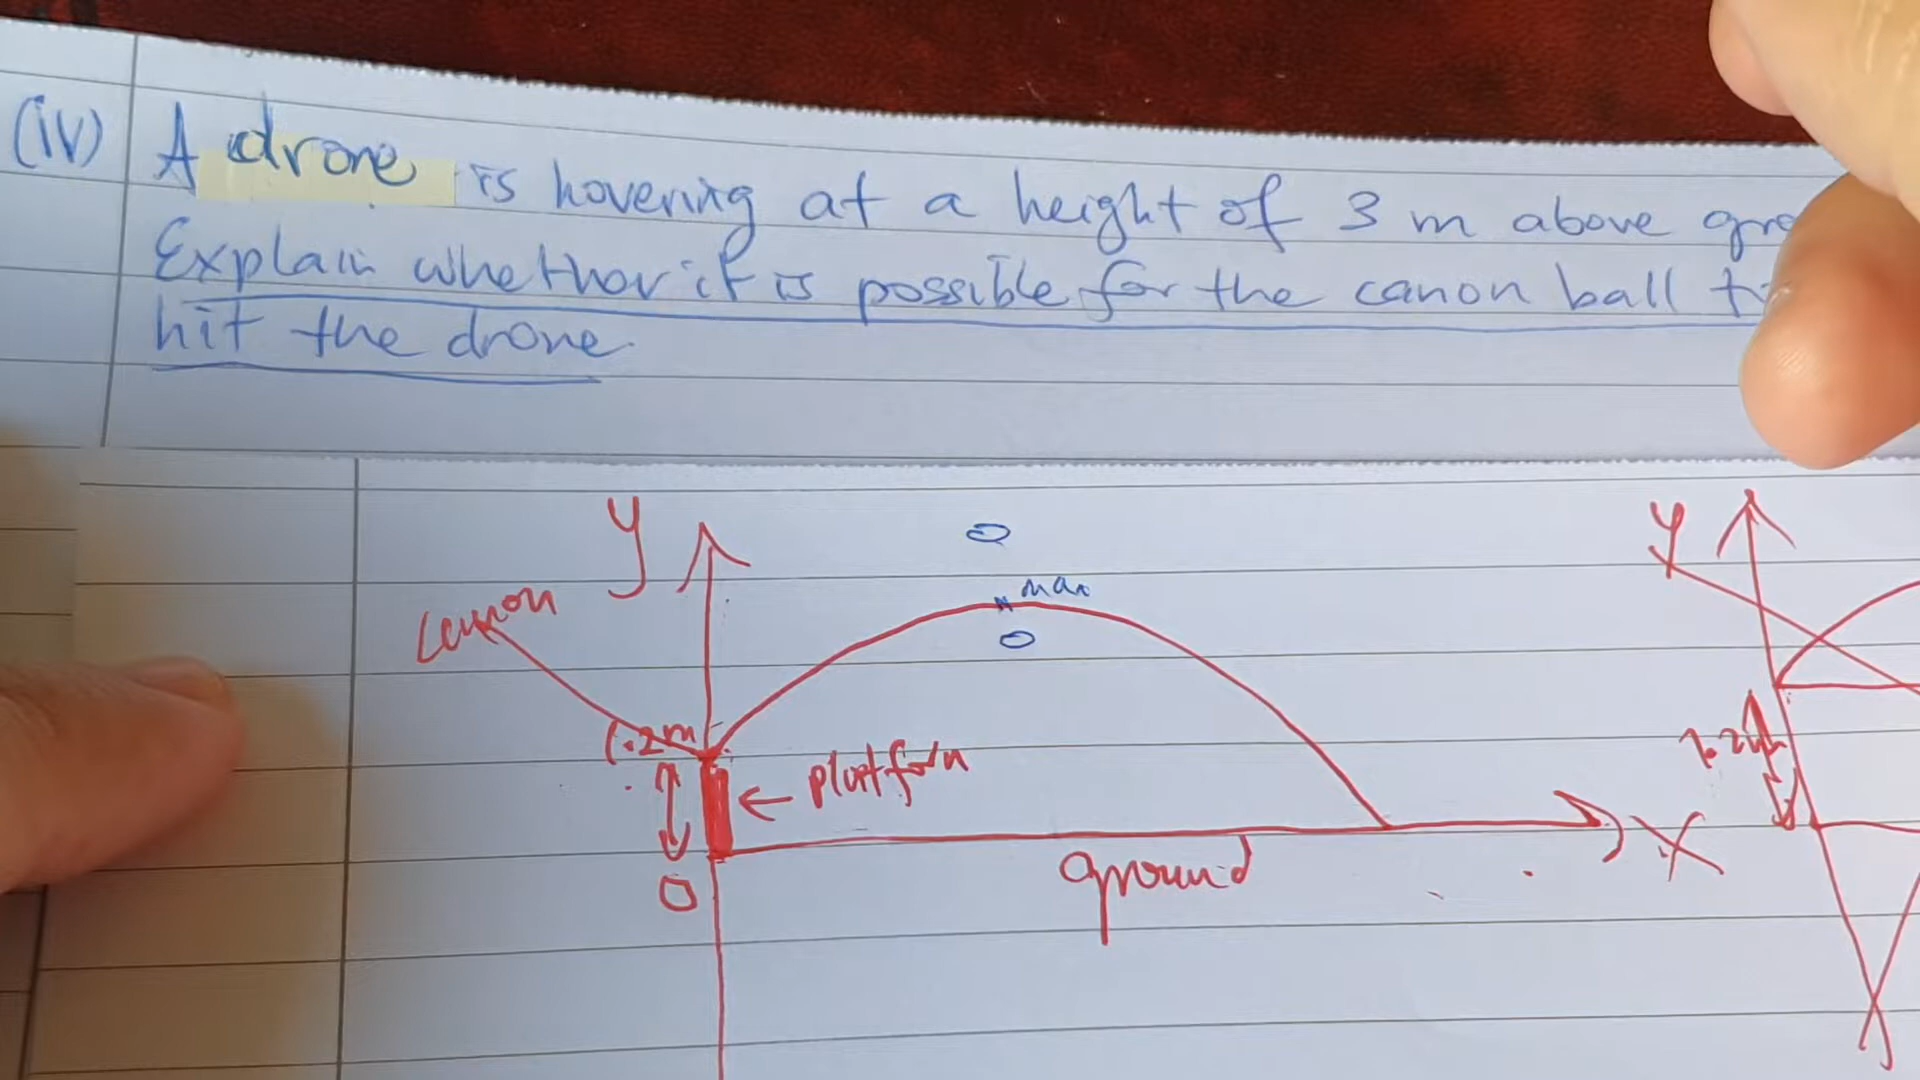 (iv) A drone is hovering at a height of 3 m above gro
Explain whether it is possible for the canon ball to
hit the drone.
y
canon
max
1.2m
← platform
0
ground
X
y
1.2m